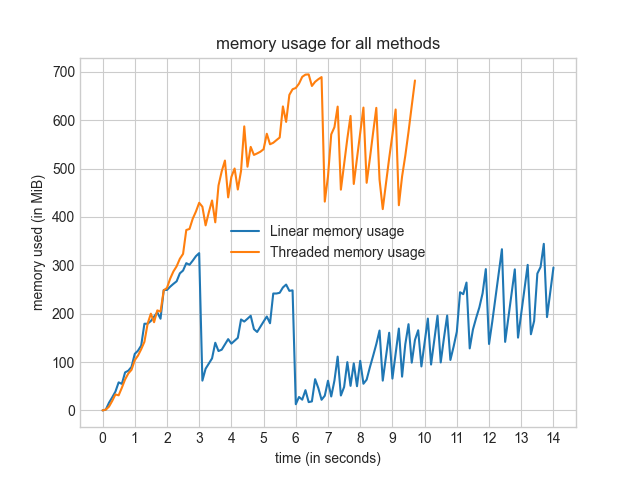 memory usage for all methods
700
600
500
400
300
200
100
0
memory used (in MiB)
Linear memory usage
Threaded memory usage
0 1 2 3 4 5 6 7 8 9 10 11 12 13 14
time (in seconds)